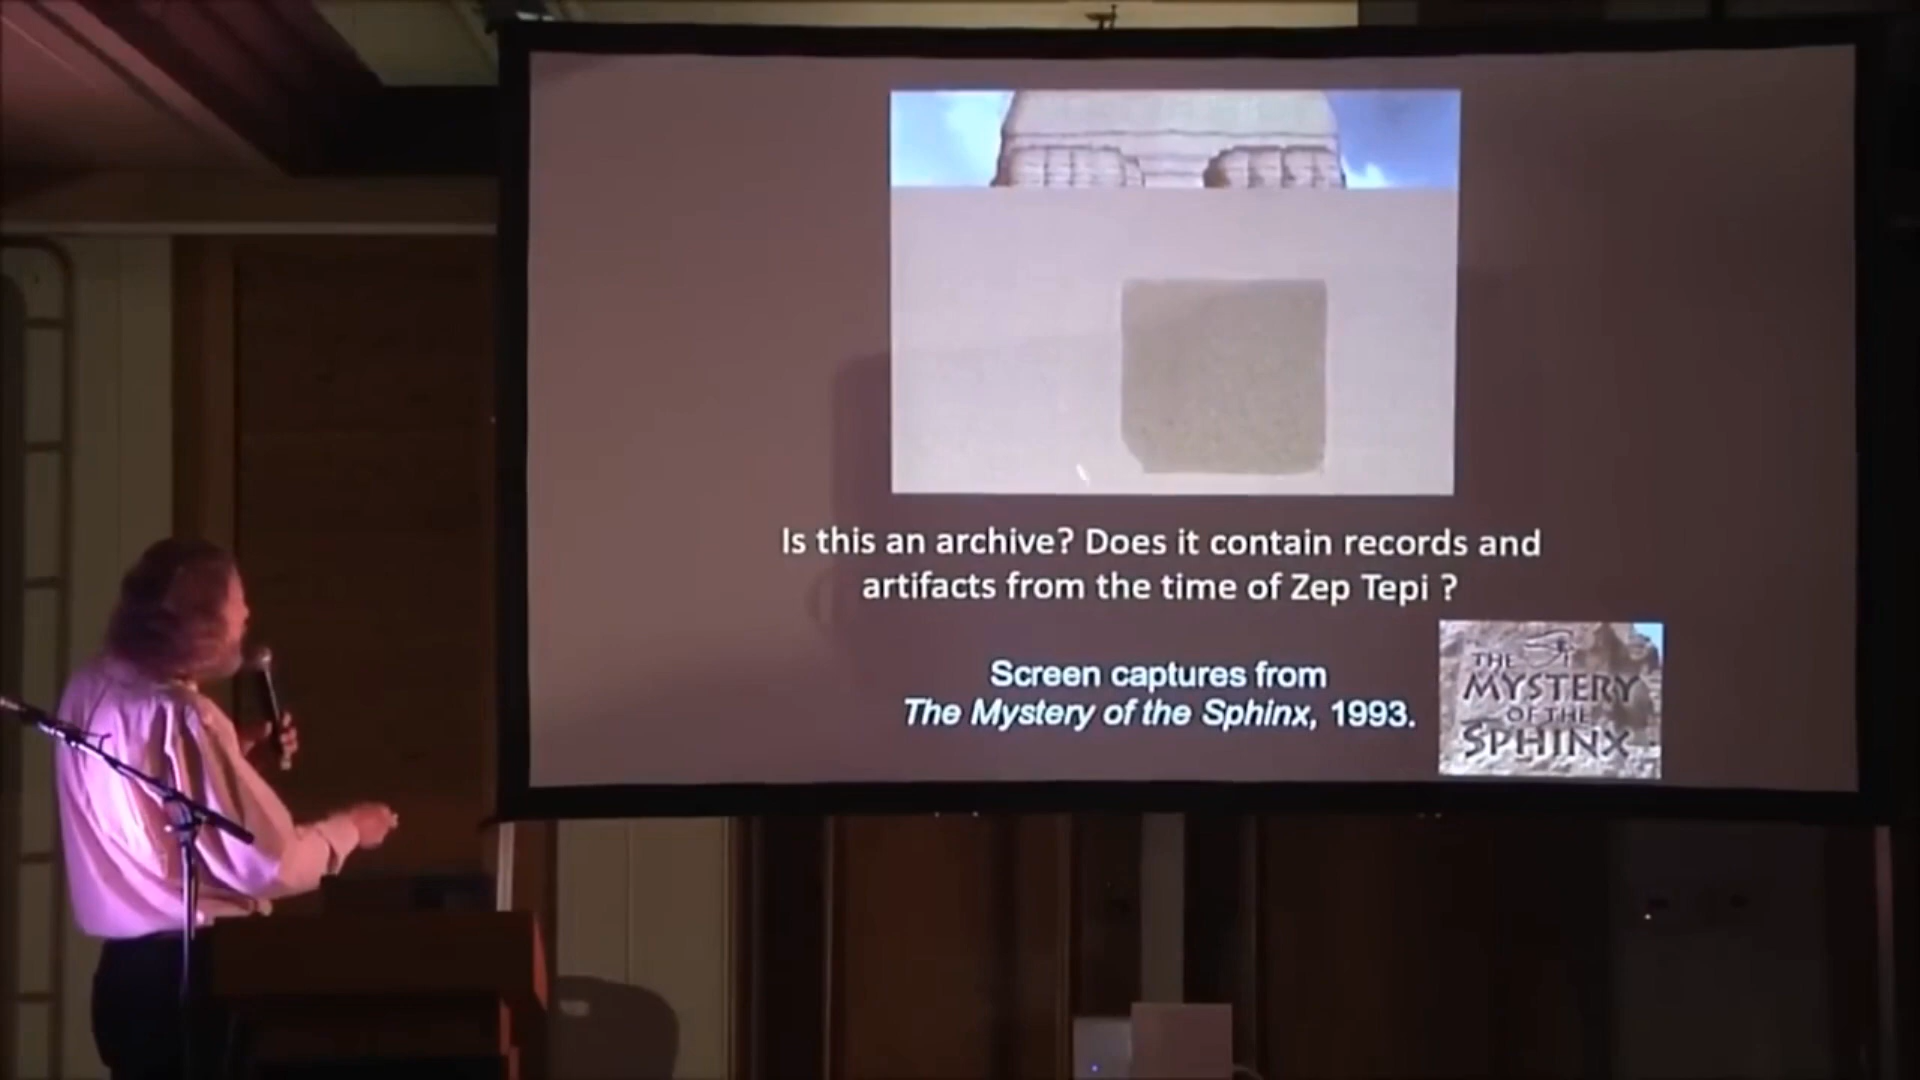 Is this an archive? Does it contain records and
artifacts from the time of Zep Tepi ?
Screen captures from
The Mystery of the Sphinx, 1993.
THE
MYSTERY
OF THE
SPHINX